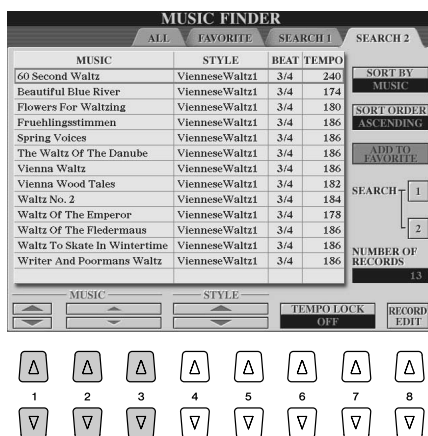 MUSIC FINDER
ALL FAVORITE SEARCH 1 SEARCH 2
MUSIC STYLE BEAT TEMPO
60 Second Waltz VienneseWaltz1 3/4 240
Beautiful Blue River VienneseWaltz1 3/4 174
Flowers For Waltzing VienneseWaltz1 3/4 180
Fruehlingsstimmen VienneseWaltz1 3/4 186
Spring Voices VienneseWaltz1 3/4 186
The Waltz Of The Danube VienneseWaltz1 3/4 186
Vienna Waltz VienneseWaltz1 3/4 186
Vienna Wood Tales VienneseWaltz1 3/4 182
Waltz No. 2 VienneseWaltz1 3/4 184
Waltz Of The Emperor VienneseWaltz1 3/4 178
Waltz Of The Fledermaus VienneseWaltz1 3/4 186
Waltz To Skate In Wintertime VienneseWaltz1 3/4 186
Writer And Poormans Waltz VienneseWaltz1 3/4 186
SORT BY
MUSIC
SORT ORDER
ASCENDING
ADD TO
FAVORITE
SEARCH 1
2
NUMBER OF
RECORDS
13
MUSIC STYLE
TEMPO LOCK
OFF
RECORD
EDIT
1 2 3 4 5 6 7 8